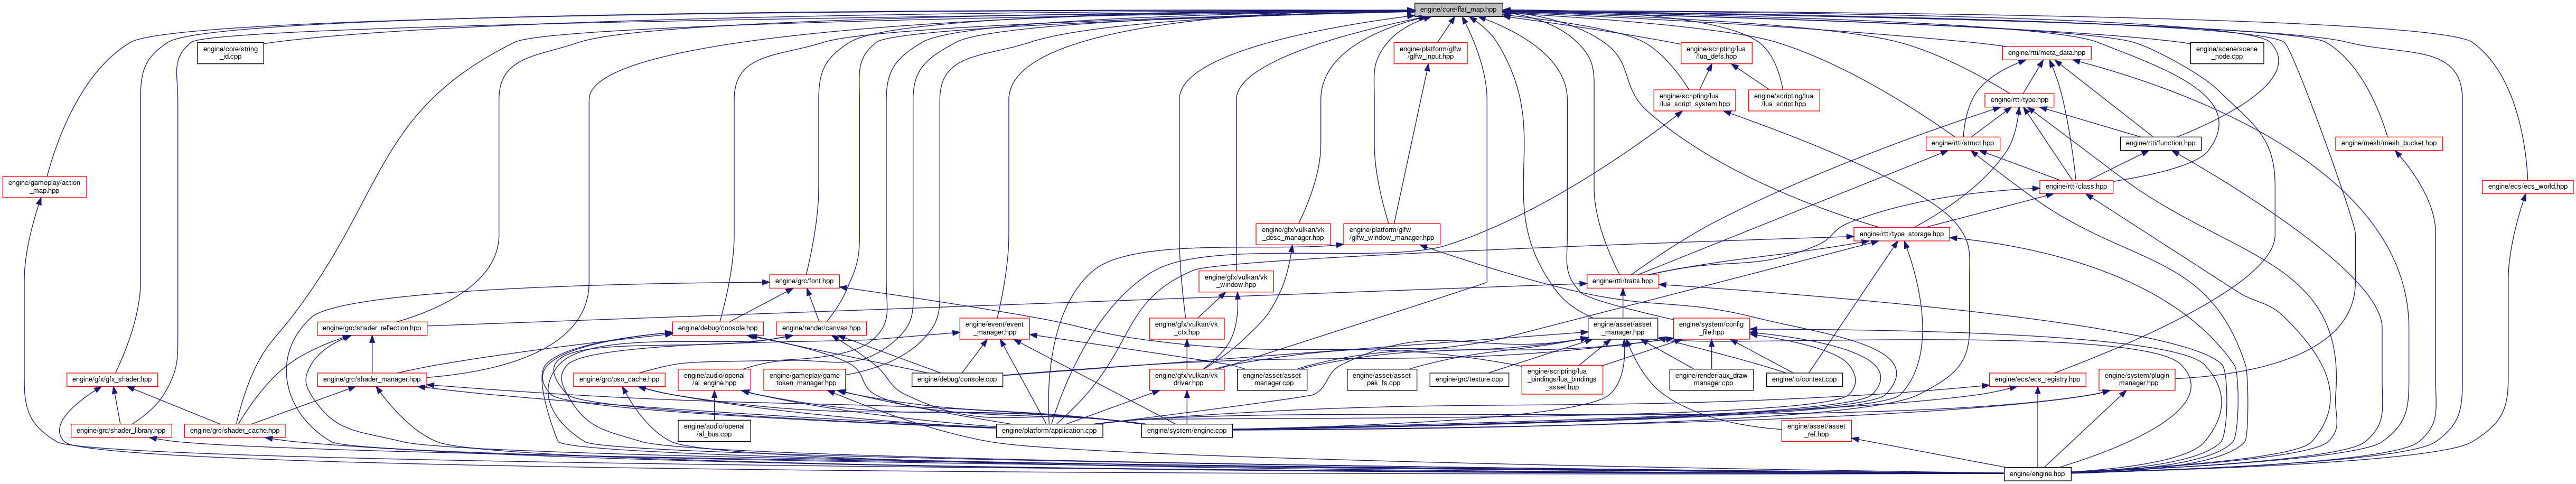 engine/core/flat_map.hpp
engine/core/string
_id.cpp
engine/platform/glfw
/glfw_input.hpp
engine/scripting/lua
/lua_defs.hpp
engine/rtti/meta_data.hpp
engine/scene/scene
_node.cpp
engine/scripting/lua
/lua_script_system.hpp
engine/scripting/lua
/lua_script.hpp
engine/rtti/type.hpp
engine/rtti/struct.hpp
engine/rtti/function.hpp
engine/mesh/mesh_bucket.hpp
engine/gameplay/action
_map.hpp
engine/rtti/class.hpp
engine/ecs/ecs_world.hpp
engine/gfx/vulkan/vk
_desc_manager.hpp
engine/platform/glfw
/glfw_window_manager.hpp
engine/rtti/type_storage.hpp
engine/grc/font.hpp
engine/gfx/vulkan/vk
_window.hpp
engine/rtti/traits.hpp
engine/grc/shader_reflection.hpp
engine/debug/console.hpp
engine/render/canvas.hpp
engine/event/event
_manager.hpp
engine/gfx/vulkan/vk
_ctx.hpp
engine/asset/asset
_manager.hpp
engine/system/config
_file.hpp
engine/gfx/gfx_shader.hpp
engine/grc/shader_manager.hpp
engine/grc/pso_cache.hpp
engine/audio/openal
/al_engine.hpp
engine/gameplay/game
_token_manager.hpp
engine/debug/console.cpp
engine/gfx/vulkan/vk
_driver.hpp
engine/asset/asset
_manager.cpp
engine/asset/asset
_pak_fs.cpp
engine/grc/texture.cpp
engine/scripting/lua
_bindings/lua_bindings
_asset.hpp
engine/render/aux_draw
_manager.cpp
engine/io/context.cpp
engine/ecs/ecs_registry.hpp
engine/system/plugin
_manager.hpp
engine/grc/shader_library.hpp
engine/grc/shader_cache.hpp
engine/audio/openal
/al_bus.cpp
engine/platform/application.cpp
engine/system/engine.cpp
engine/asset/asset
_ref.hpp
engine/engine.hpp